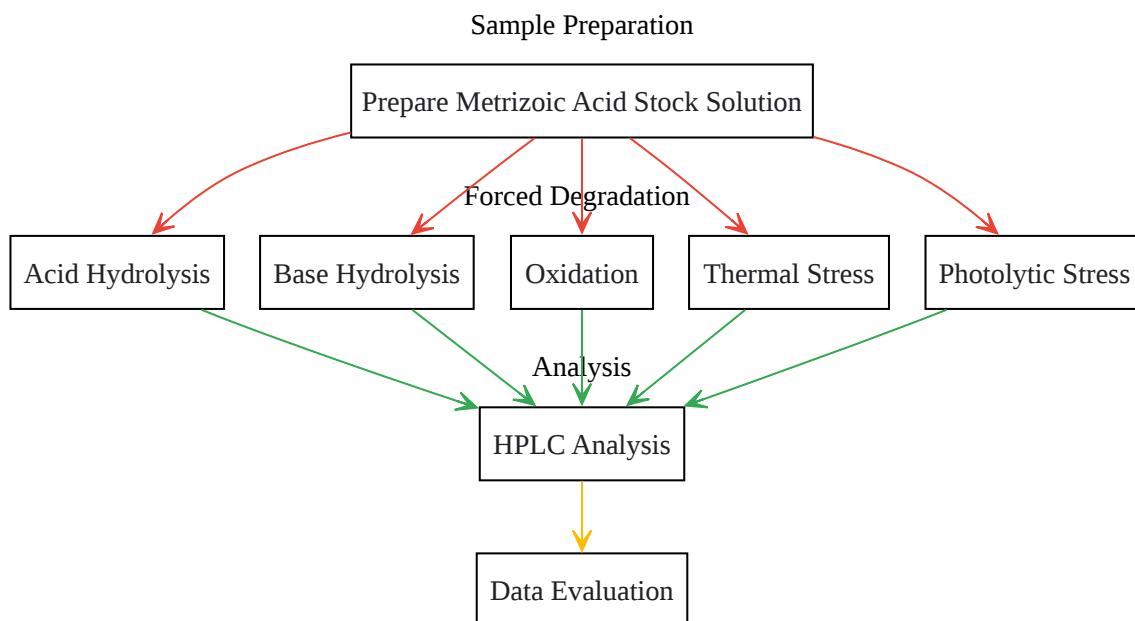 Sample Preparation
Prepare Metrizoic Acid Stock Solution
Forced Degradation
Acid Hydrolysis
Base Hydrolysis
Oxidation
Thermal Stress
Photolytic Stress
Analysis
HPLC Analysis
Data Evaluation